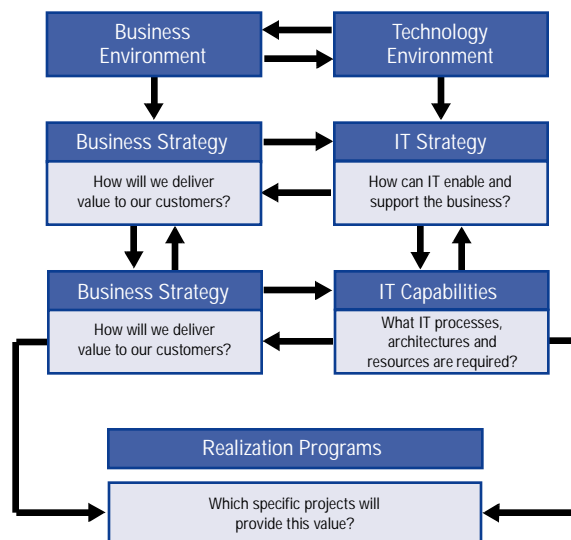 Business
Environment
Technology
Environment
Business Strategy
How will we deliver
value to our customers?
IT Strategy
How can IT enable and
support the business?
Business Strategy
How will we deliver
value to our customers?
IT Capabilities
What IT processes,
architectures and
resources are required?
Realization Programs
Which specific projects will
provide this value?